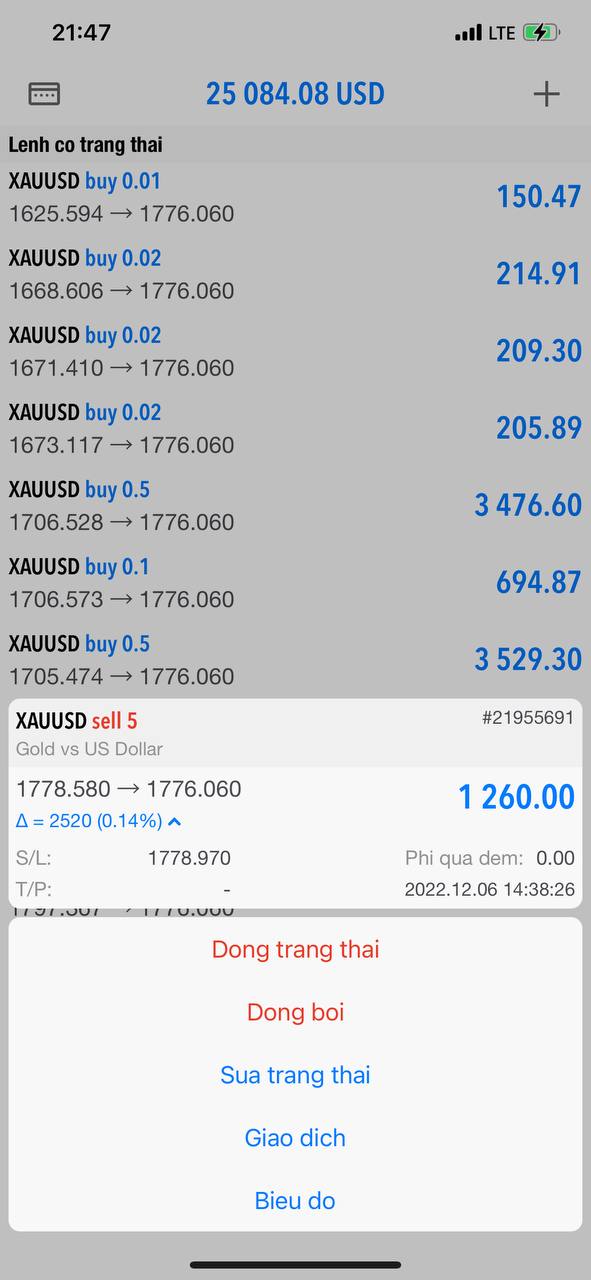 21:47
LTE
25 084.08 USD
Lenh co trang thai
XAUUSD buy 0.01
1625.594 → 1776.060
150.47
XAUUSD buy 0.02
1668.606 → 1776.060
214.91
XAUUSD buy 0.02
1671.410 → 1776.060
209.30
XAUUSD buy 0.02
1673.117 → 1776.060
205.89
XAUUSD buy 0.5
1706.528 → 1776.060
3 476.60
XAUUSD buy 0.1
1706.573 → 1776.060
694.87
XAUUSD buy 0.5
1705.474 → 1776.060
3 529.30
XAUUSD sell 5
#21955691
Gold vs US Dollar
1778.580 → 1776.060
1 260.00
Δ = 2520 (0.14%)
S/L: 1778.970
Phi qua dem: 0.00
T/P: -
2022.12.06 14:38:26
Dong trang thai
Dong boi
Sua trang thai
Giao dich
Bieu do